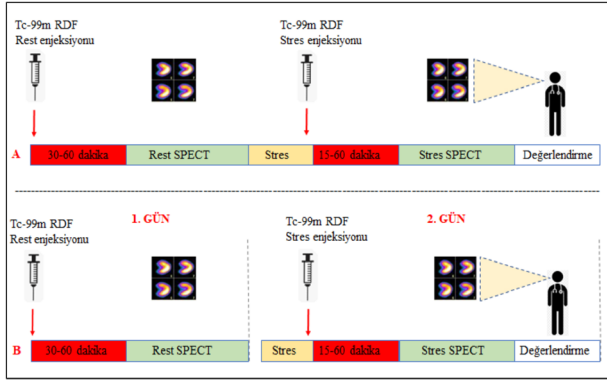 Tc-99m RDF
Rest enjeksiyonu
Tc-99m RDF
Stres enjeksiyonu
A
30-60 dakika
Rest SPECT
Stres
15-60 dakika
Stres SPECT
Değerlendirme
1. GÜN
2. GÜN
Tc-99m RDF
Rest enjeksiyonu
Tc-99m RDF
Stres enjeksiyonu
B
30-60 dakika
Rest SPECT
Stres
15-60 dakika
Stres SPECT
Değerlendirme